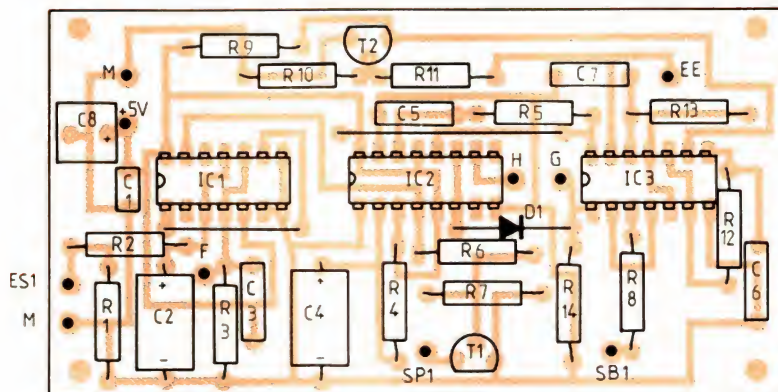 R9
T2
M
R10
R11
C7
EE
C8
+
+5V
C5
R5
R13
C1
IC1
IC2
H
G
IC3
R2
F
D1
R6
R12
ES1
M
R1
+
C2
−
R3
C3
+
C4
−
R4
R7
R14
R8
C6
SP1
T1
SB1